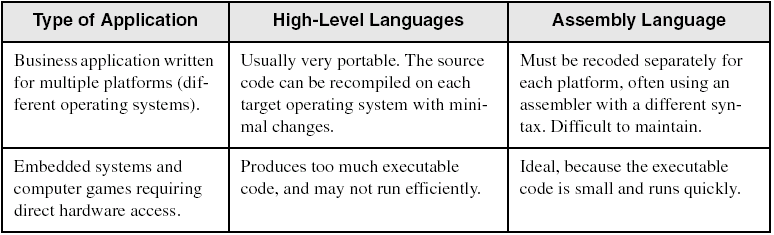 Type of Application
High-Level Languages
Assembly Language
Business application written
for multiple platforms (dif-
ferent operating systems).
Usually very portable. The source
code can be recompiled on each
target operating system with mini-
mal changes.
Must be recoded separately for
each platform, often using an
assembler with a different syn-
tax. Difficult to maintain.
Embedded systems and
computer games requiring
direct hardware access.
Produces too much executable
code, and may not run efficiently.
Ideal, because the executable
code is small and runs quickly.